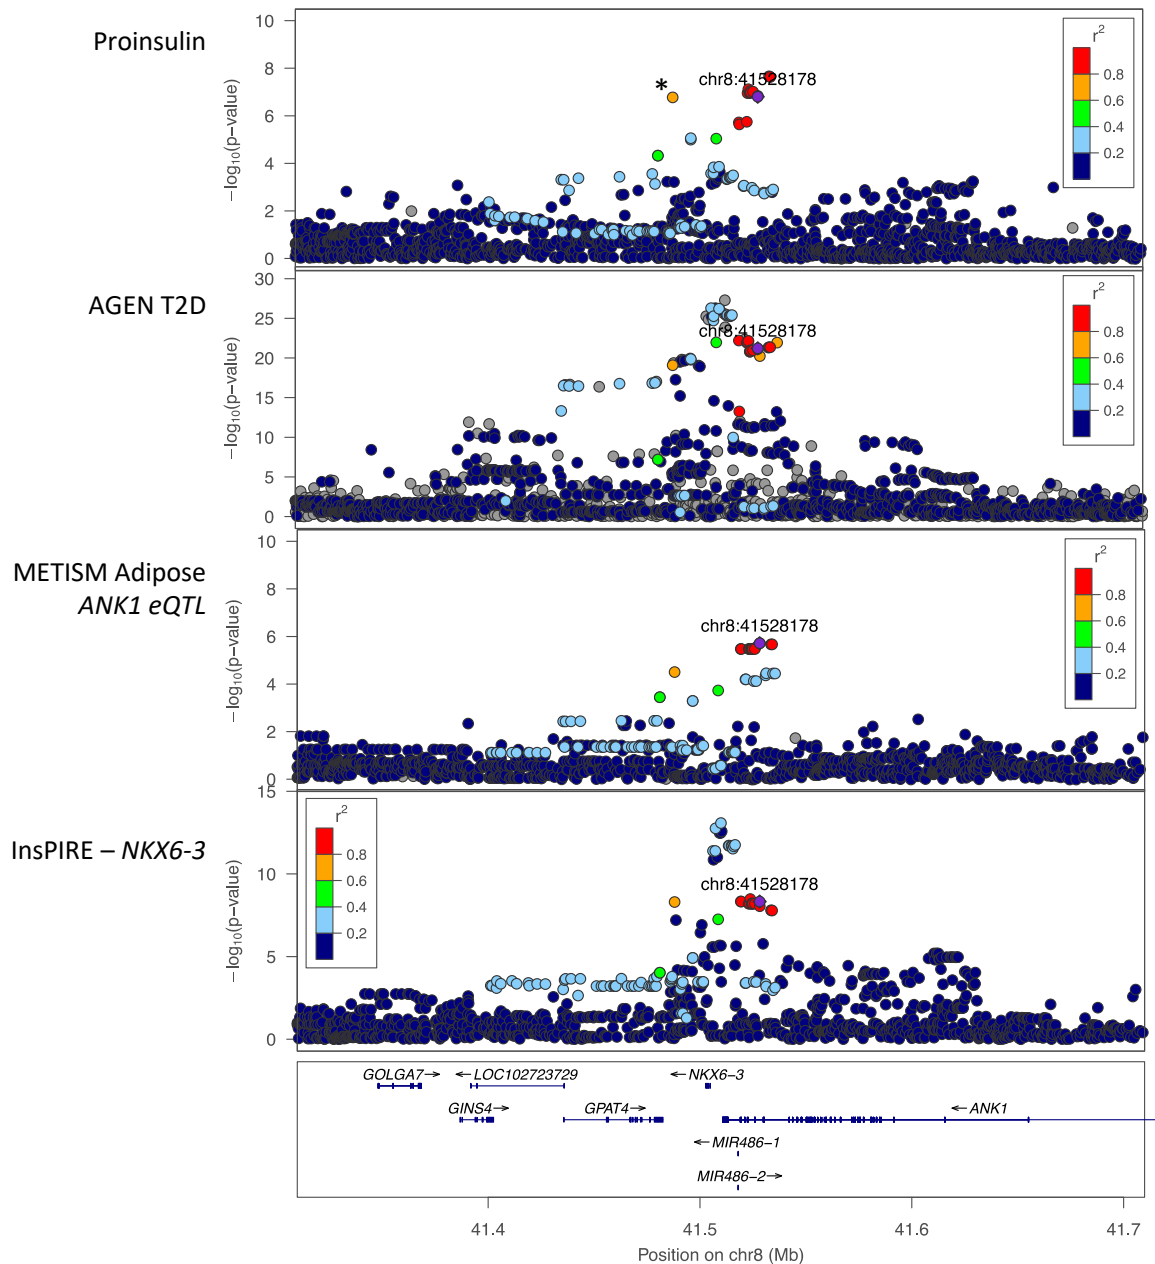 Proinsulin
10
8
6
4
2
0
−log10(p−value)
*
chr8:41528178
r2
0.8
0.6
0.4
0.2
AGEN T2D
30
25
20
15
10
5
0
−log10(p−value)
chr8:41528178
r2
0.8
0.6
0.4
0.2
METISM Adipose
ANK1 eQTL
10
8
6
4
2
0
−log10(p−value)
chr8:41528178
r2
0.8
0.6
0.4
0.2
InsPIRE – NKX6-3
15
10
5
0
−log10(p−value)
chr8:41528178
r2
0.8
0.6
0.4
0.2
GOLGA7→ ←LOC102723729 ←NKX6−3
GINS4→ GPAT4→ ←ANK1
←MIR486−1
MIR486−2→
41.4 41.5 41.6 41.7
Position on chr8 (Mb)